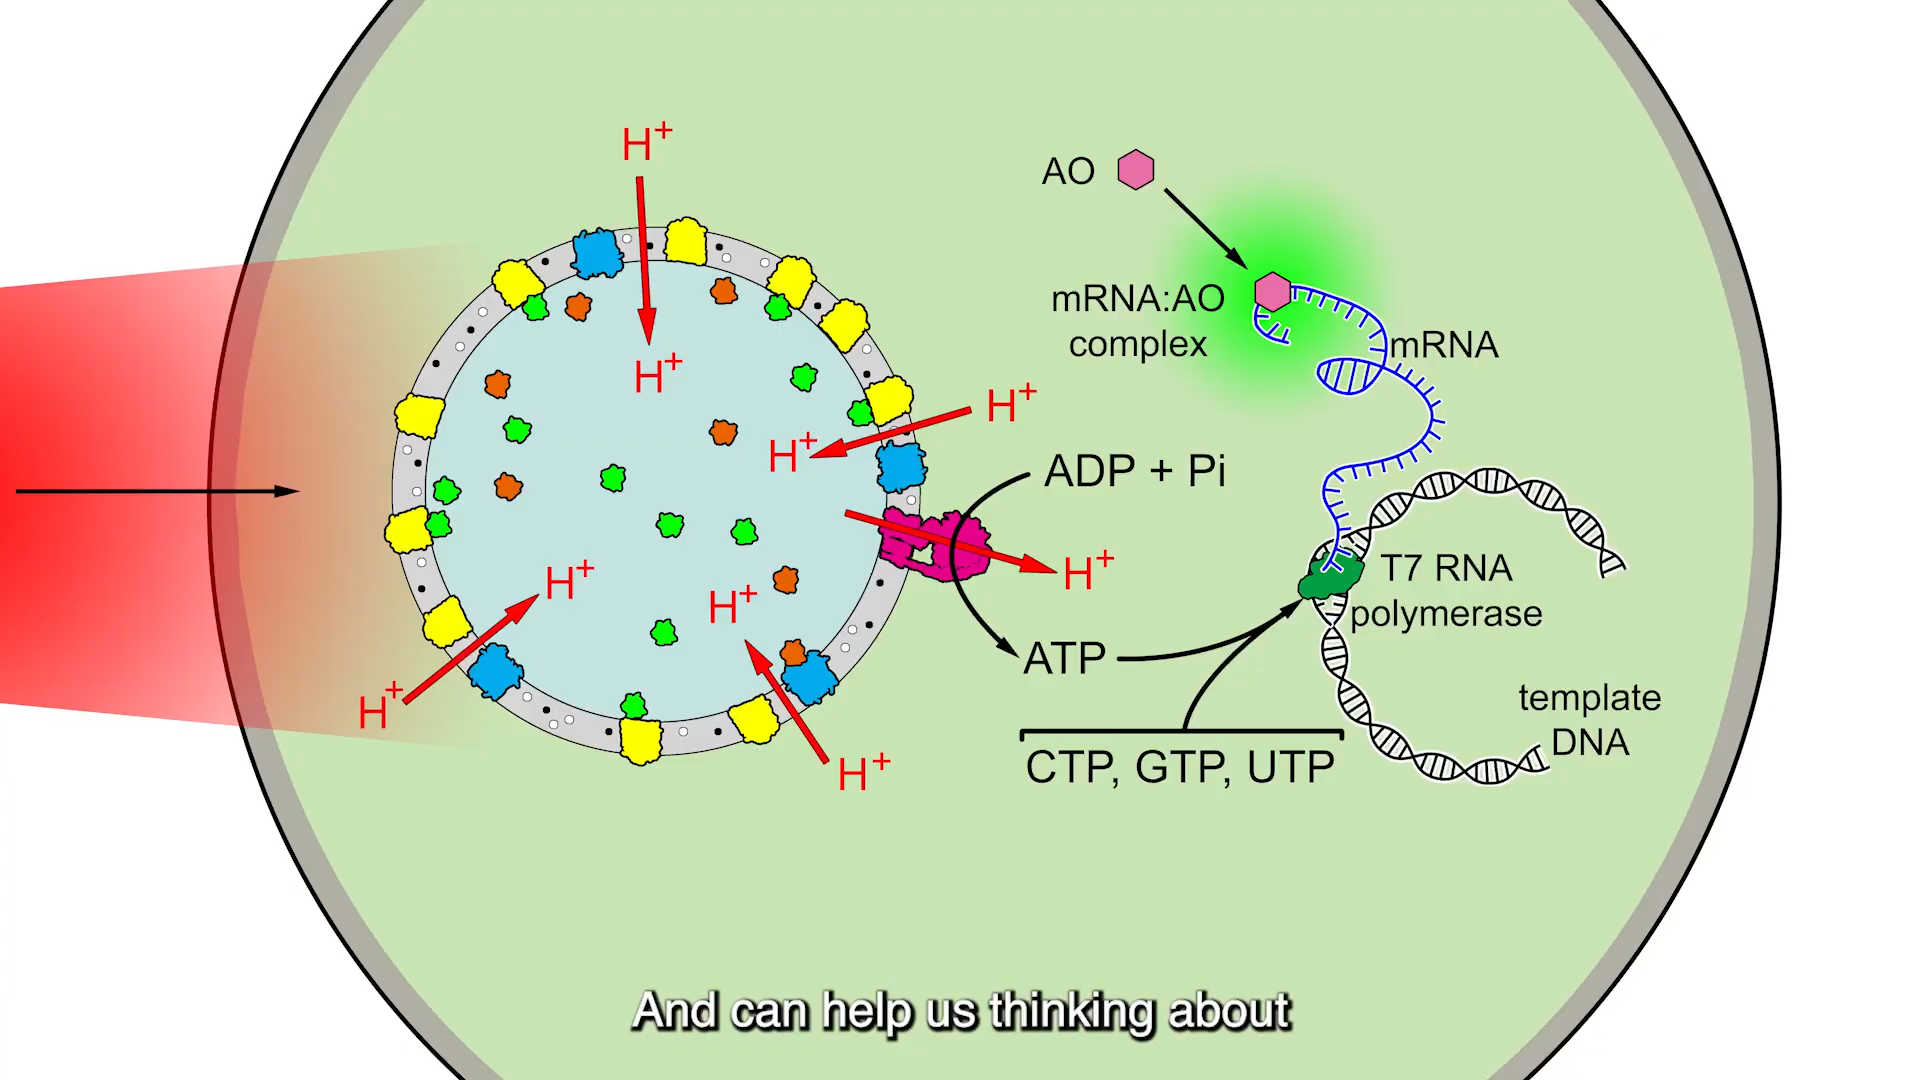 H+
AO
mRNA:AO
complex
mRNA
H+
H+
H+
ADP + Pi
H+
H+
T7 RNA
polymerase
H+
ATP
H+
template
DNA
CTP, GTP, UTP
H+
And can help us thinking about